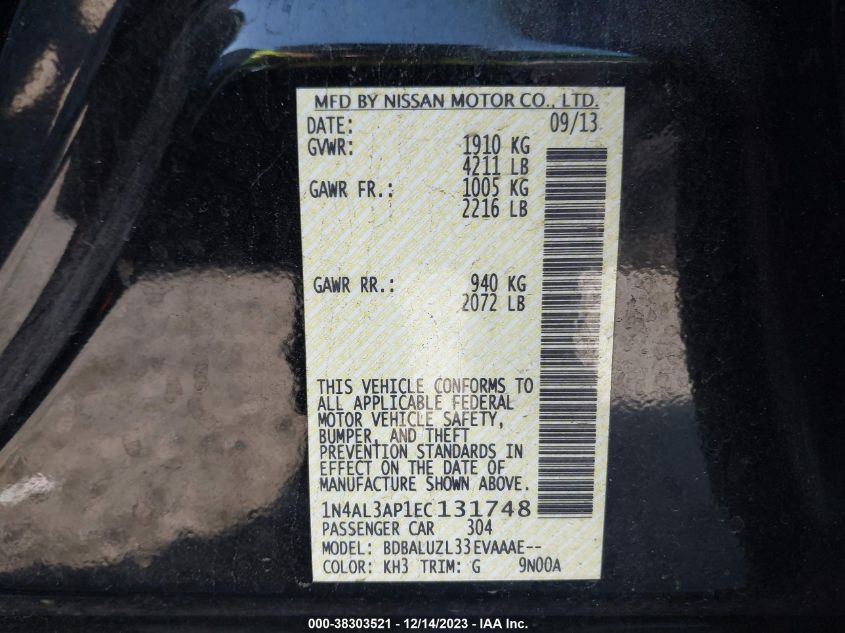 MFD BY NISSAN MOTOR CO., LTD.
DATE: 09/13
GVWR: 1910 KG
4211 LB
GAWR FR.: 1005 KG
2216 LB
GAWR RR.: 940 KG
2072 LB
THIS VEHICLE CONFORMS TO
ALL APPLICABLE FEDERAL
MOTOR VEHICLE SAFETY,
BUMPER, AND THEFT
PREVENTION STANDARDS IN
EFFECT ON THE DATE OF
MANUFACTURE SHOWN ABOVE.
1N4AL3AP1EC131748
PASSENGER CAR 304
MODEL: BDBALUZL33EVAAAE--
COLOR: KH3 TRIM: G 9N00A
000-38303521 - 12/14/2023 - IAA Inc.